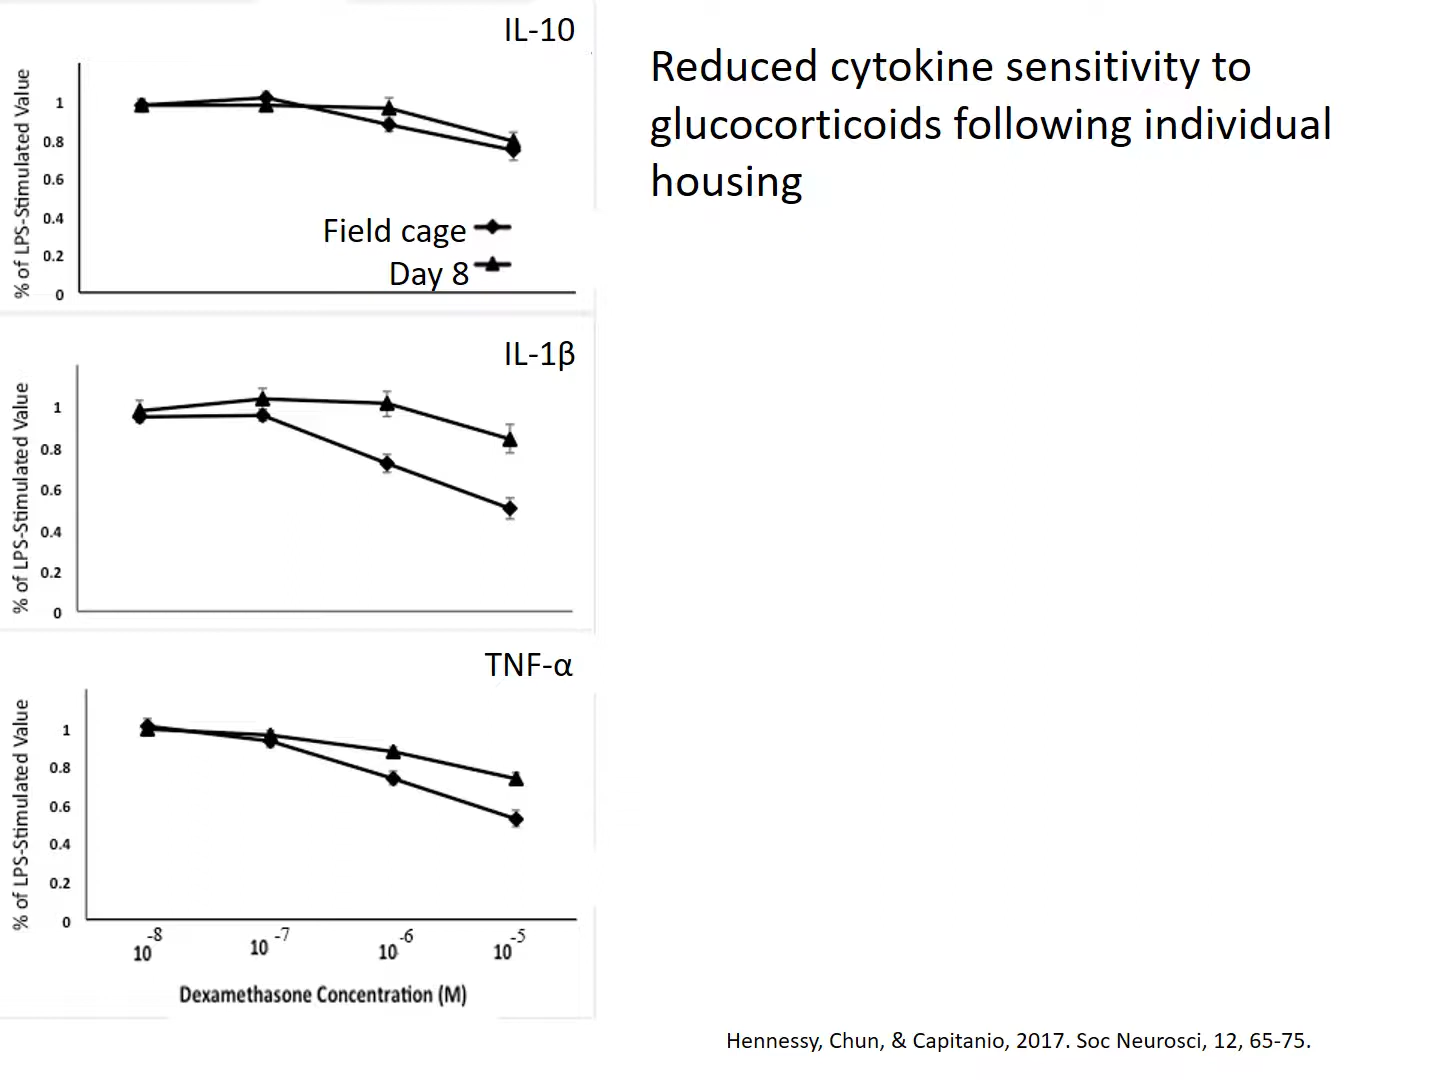 IL-10
% of LPS-Stimulated Value
1
0.8
0.6
0.4
0.2
0
Field cage
Day 8
IL-1β
% of LPS-Stimulated Value
1
0.8
0.6
0.4
0.2
0
TNF-α
% of LPS-Stimulated Value
1
0.8
0.6
0.4
0.2
0
10⁻⁸ 10⁻⁷ 10⁻⁶ 10⁻⁵
Dexamethasone Concentration (M)
Reduced cytokine sensitivity to
glucocorticoids following individual
housing
Hennessy, Chun, & Capitanio, 2017. Soc Neurosci, 12, 65-75.